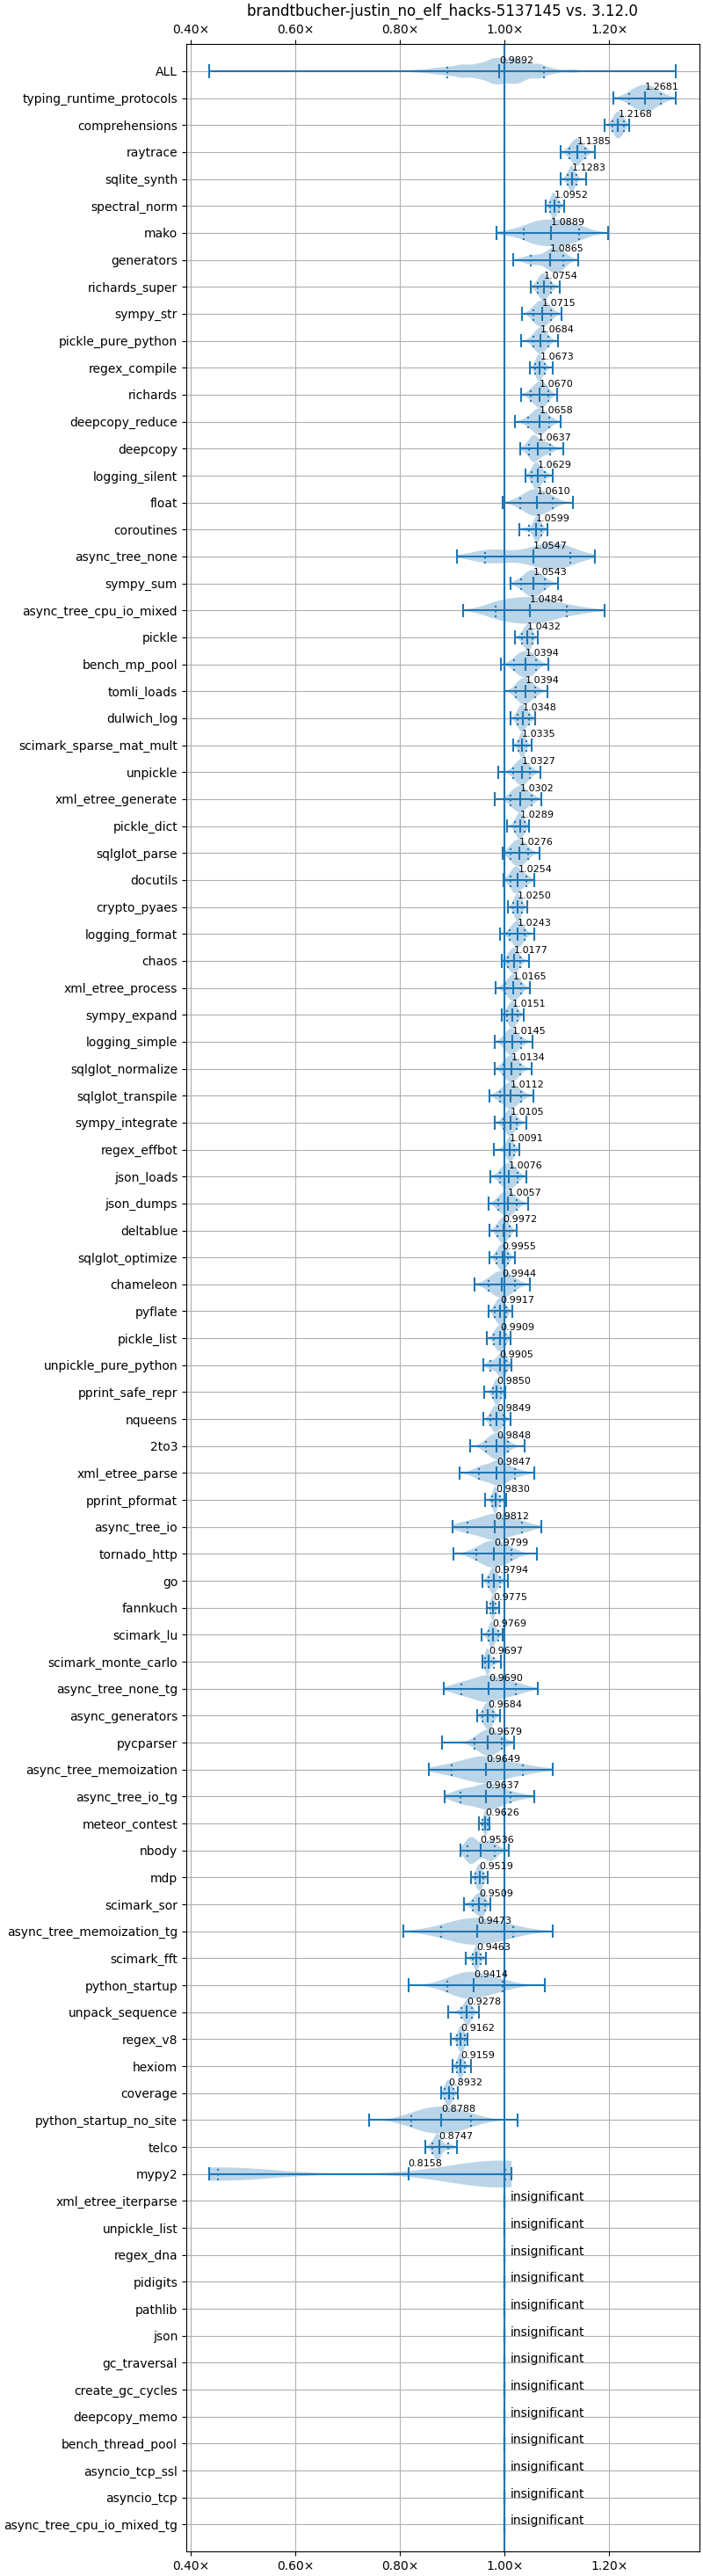 brandtbucher-justin_no_elf_hacks-5137145 vs. 3.12.0
0.40× 0.60× 0.80× 1.00× 1.20×
ALL 0.9892
typing_runtime_protocols 1.2681
comprehensions 1.2168
raytrace 1.1385
sqlite_synth 1.1283
spectral_norm 1.0952
mako 1.0889
generators 1.0865
richards_super 1.0754
sympy_str 1.0715
pickle_pure_python 1.0684
regex_compile 1.0673
richards 1.0670
deepcopy_reduce 1.0658
deepcopy 1.0637
logging_silent 1.0629
float 1.0610
coroutines 1.0599
async_tree_none 1.0547
sympy_sum 1.0543
async_tree_cpu_io_mixed 1.0484
pickle 1.0432
bench_mp_pool 1.0394
tomli_loads 1.0394
dulwich_log 1.0348
scimark_sparse_mat_mult 1.0335
unpickle 1.0327
xml_etree_generate 1.0302
pickle_dict 1.0289
sqlglot_parse 1.0276
docutils 1.0254
crypto_pyaes 1.0250
logging_format 1.0243
chaos 1.0177
xml_etree_process 1.0165
sympy_expand 1.0151
logging_simple 1.0145
sqlglot_normalize 1.0134
sqlglot_transpile 1.0112
sympy_integrate 1.0105
regex_effbot 1.0091
json_loads 1.0076
json_dumps 1.0057
deltablue 0.9972
sqlglot_optimize 0.9955
chameleon 0.9944
pyflate 0.9917
pickle_list 0.9909
unpickle_pure_python 0.9905
pprint_safe_repr 0.9850
nqueens 0.9849
2to3 0.9848
xml_etree_parse 0.9847
pprint_pformat 0.9830
async_tree_io 0.9812
tornado_http 0.9799
go 0.9794
fannkuch 0.9775
scimark_lu 0.9769
scimark_monte_carlo 0.9697
async_tree_none_tg 0.9690
async_generators 0.9684
pycparser 0.9679
async_tree_memoization 0.9649
async_tree_io_tg 0.9637
meteor_contest 0.9626
nbody 0.9536
mdp 0.9519
scimark_sor 0.9509
async_tree_memoization_tg 0.9473
scimark_fft 0.9463
python_startup 0.9414
unpack_sequence 0.9278
regex_v8 0.9162
hexiom 0.9159
coverage 0.8932
python_startup_no_site 0.8788
telco 0.8747
mypy2 0.8158
xml_etree_iterparse insignificant
unpickle_list insignificant
regex_dna insignificant
pidigits insignificant
pathlib insignificant
json insignificant
gc_traversal insignificant
create_gc_cycles insignificant
deepcopy_memo insignificant
bench_thread_pool insignificant
asyncio_tcp_ssl insignificant
asyncio_tcp insignificant
async_tree_cpu_io_mixed_tg insignificant
0.40× 0.60× 0.80× 1.00× 1.20×